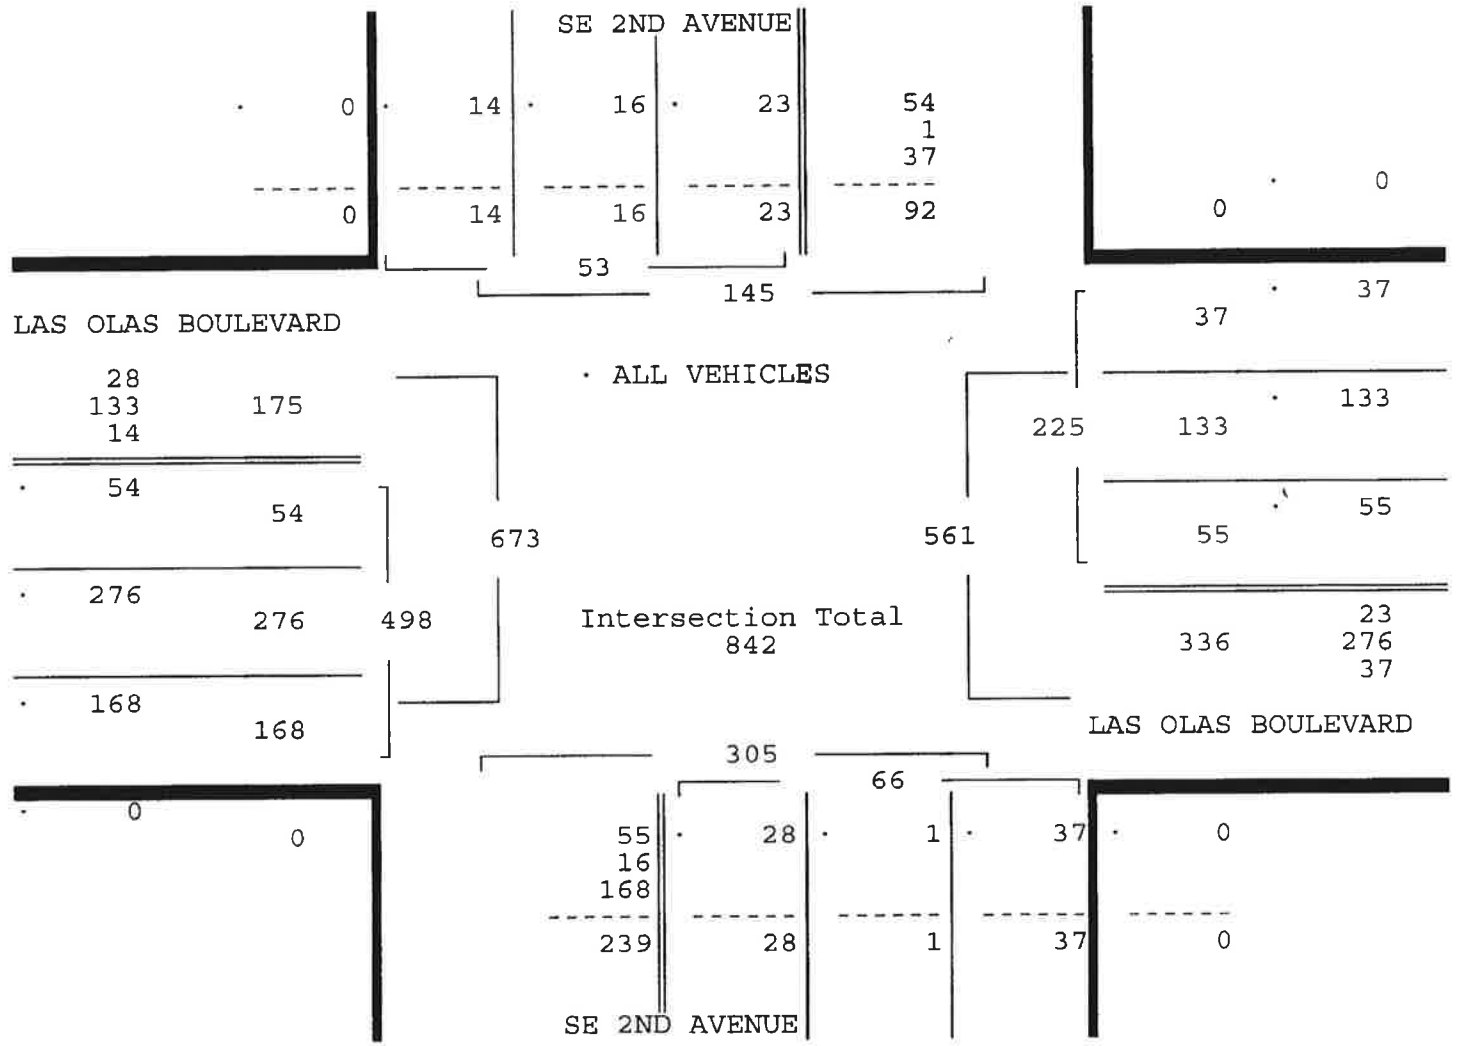 SE 2ND AVENUE
· 0 · 14 · 16 · 23 54
1
37
· 0
------ ------ ------ ------ ------
0 14 16 23 92
0
53
145
· 37
37
LAS OLAS BOULEVARD
28
· ALL VEHICLES
133 175
· 133
14
225 133
· 54
54
· 55
673
561
55
· 276
276 498
Intersection Total
842
23
336 276
37
· 168
168
LAS OLAS BOULEVARD
305
66
· 0
0
55 · 28 · 1 · 37 · 0
16
168
------ ------ ------ ------ ------
239 28 1 37 0
SE 2ND AVENUE